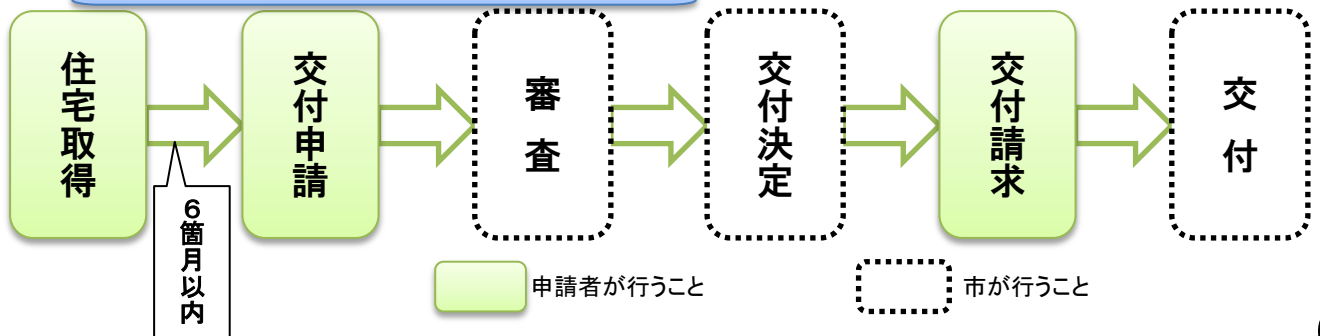 住宅取得
交付申請
審査
交付決定
交付請求
交付
６箇月以内
申請者が行うこと
市が行うこと